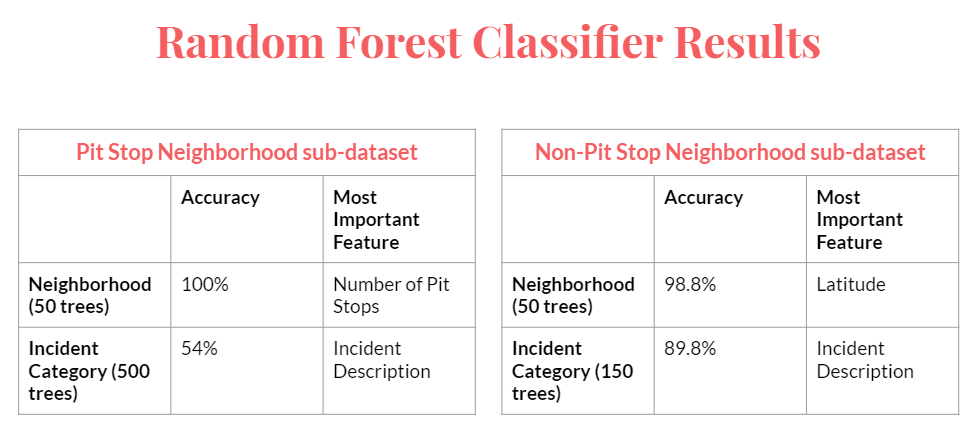 Random Forest Classifier Results
Pit Stop Neighborhood sub-dataset
Accuracy
Most
Important
Feature
Neighborhood
(50 trees)
100%
Number of Pit
Stops
Incident
Category (500
trees)
54%
Incident
Description
Non-Pit Stop Neighborhood sub-dataset
Accuracy
Most
Important
Feature
Neighborhood
(50 trees)
98.8%
Latitude
Incident
Category (150
trees)
89.8%
Incident
Description